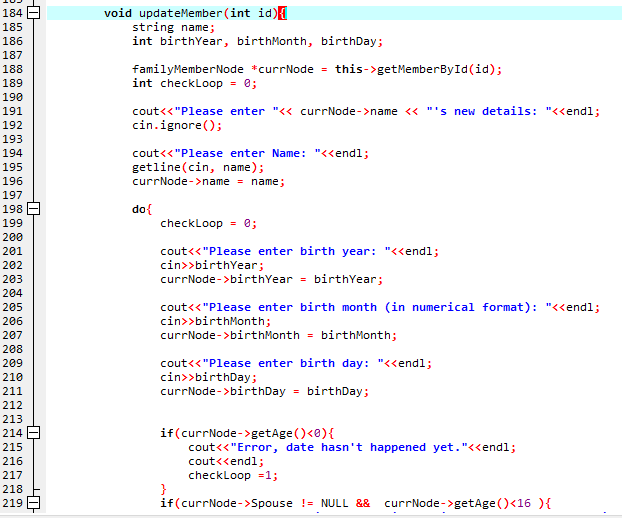 184 void updateMember(int id){
185 string name;
186 int birthYear, birthMonth, birthDay;
187
188 familyMemberNode *currNode = this->getMemberById(id);
189 int checkLoop = 0;
190
191 cout<<"Please enter "<< currNode->name << "'s new details: "<<endl;
192 cin.ignore();
193
194 cout<<"Please enter Name: "<<endl;
195 getline(cin, name);
196 currNode->name = name;
197
198 do{
199 checkLoop = 0;
200
201 cout<<"Please enter birth year: "<<endl;
202 cin>>birthYear;
203 currNode->birthYear = birthYear;
204
205 cout<<"Please enter birth month (in numerical format): "<<endl;
206 cin>>birthMonth;
207 currNode->birthMonth = birthMonth;
208
209 cout<<"Please enter birth day: "<<endl;
210 cin>>birthDay;
211 currNode->birthDay = birthDay;
212
213
214 if(currNode->getAge()<0){
215 cout<<"Error, date hasn't happened yet."<<endl;
216 cout<<endl;
217 checkLoop =1;
218 }
219 if(currNode->Spouse != NULL && currNode->getAge()<16 ){